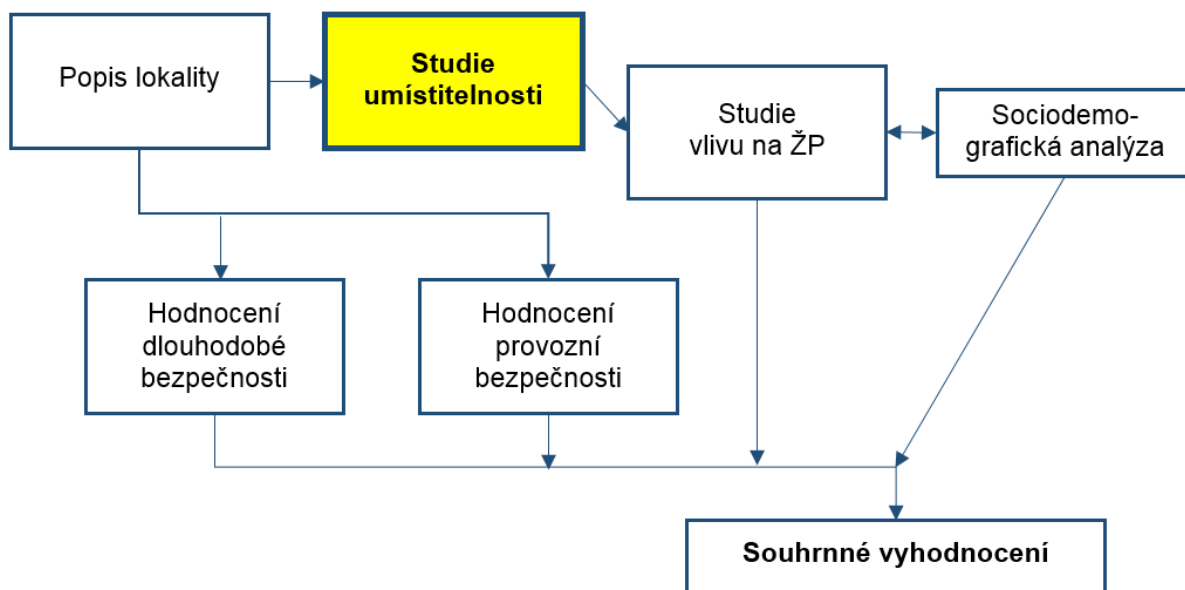 Popis lokality
Studie
umístitelnosti
Studie
vlivu na ŽP
Sociodemo-
grafická analýza
Hodnocení
dlouhodobé
bezpečnosti
Hodnocení
provozní
bezpečnosti
Souhrnné vyhodnocení